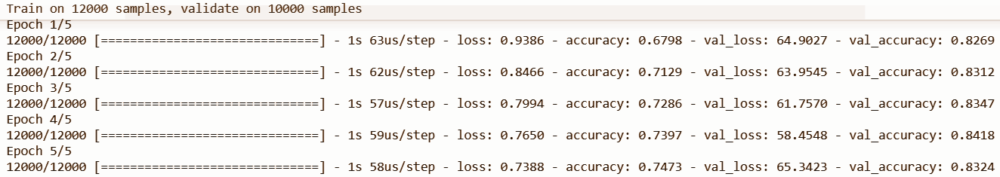 Train on 12000 samples, validate on 10000 samples
Epoch 1/5
12000/12000 [==============================] - 1s 63us/step - loss: 0.9386 - accuracy: 0.6798 - val_loss: 64.9027 - val_accuracy: 0.8269
Epoch 2/5
12000/12000 [==============================] - 1s 62us/step - loss: 0.8466 - accuracy: 0.7129 - val_loss: 63.9545 - val_accuracy: 0.8312
Epoch 3/5
12000/12000 [==============================] - 1s 57us/step - loss: 0.7994 - accuracy: 0.7286 - val_loss: 61.7570 - val_accuracy: 0.8347
Epoch 4/5
12000/12000 [==============================] - 1s 59us/step - loss: 0.7650 - accuracy: 0.7397 - val_loss: 58.4548 - val_accuracy: 0.8418
Epoch 5/5
12000/12000 [==============================] - 1s 58us/step - loss: 0.7388 - accuracy: 0.7473 - val_loss: 65.3423 - val_accuracy: 0.8324